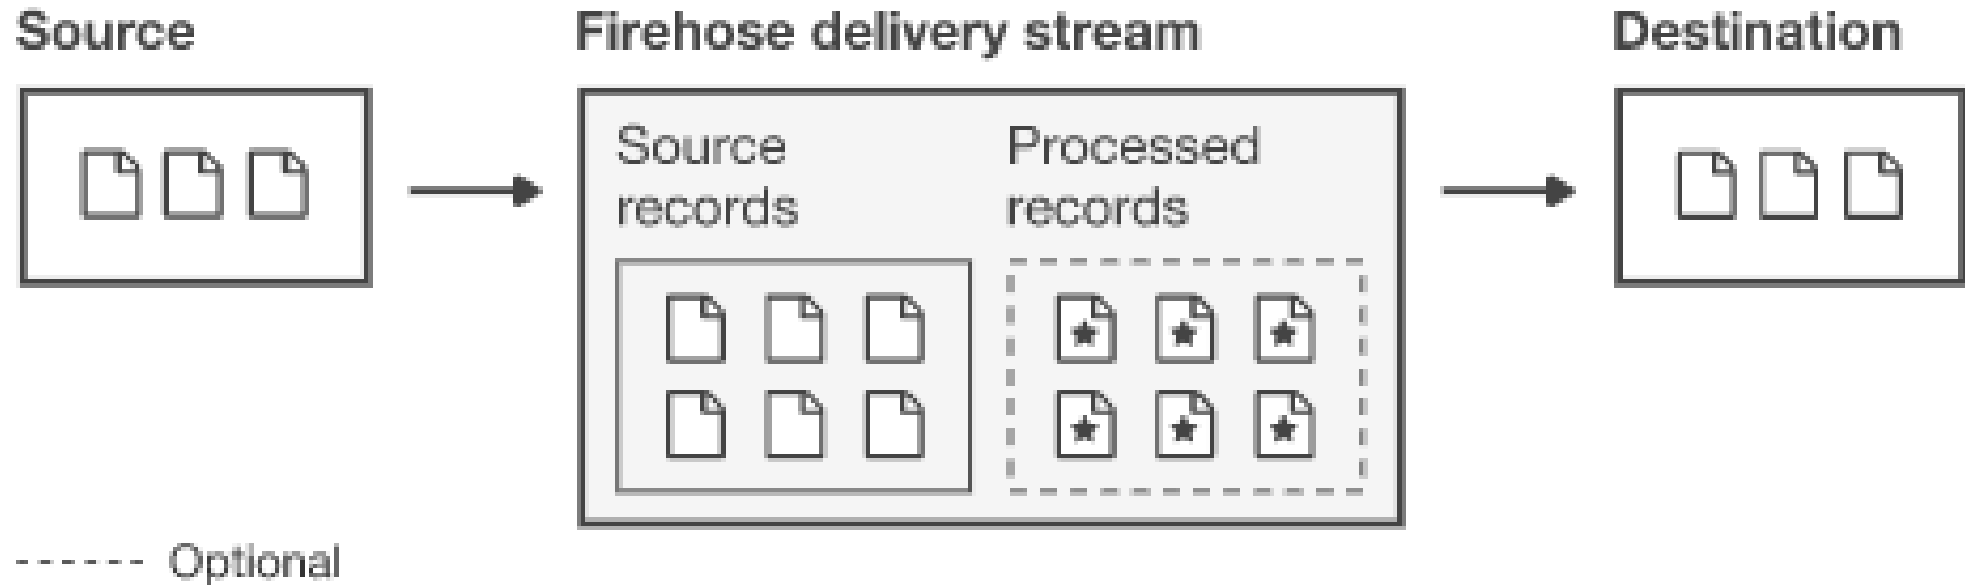 Source
Firehose delivery stream
Destination
Source
records
Processed
records
Optional